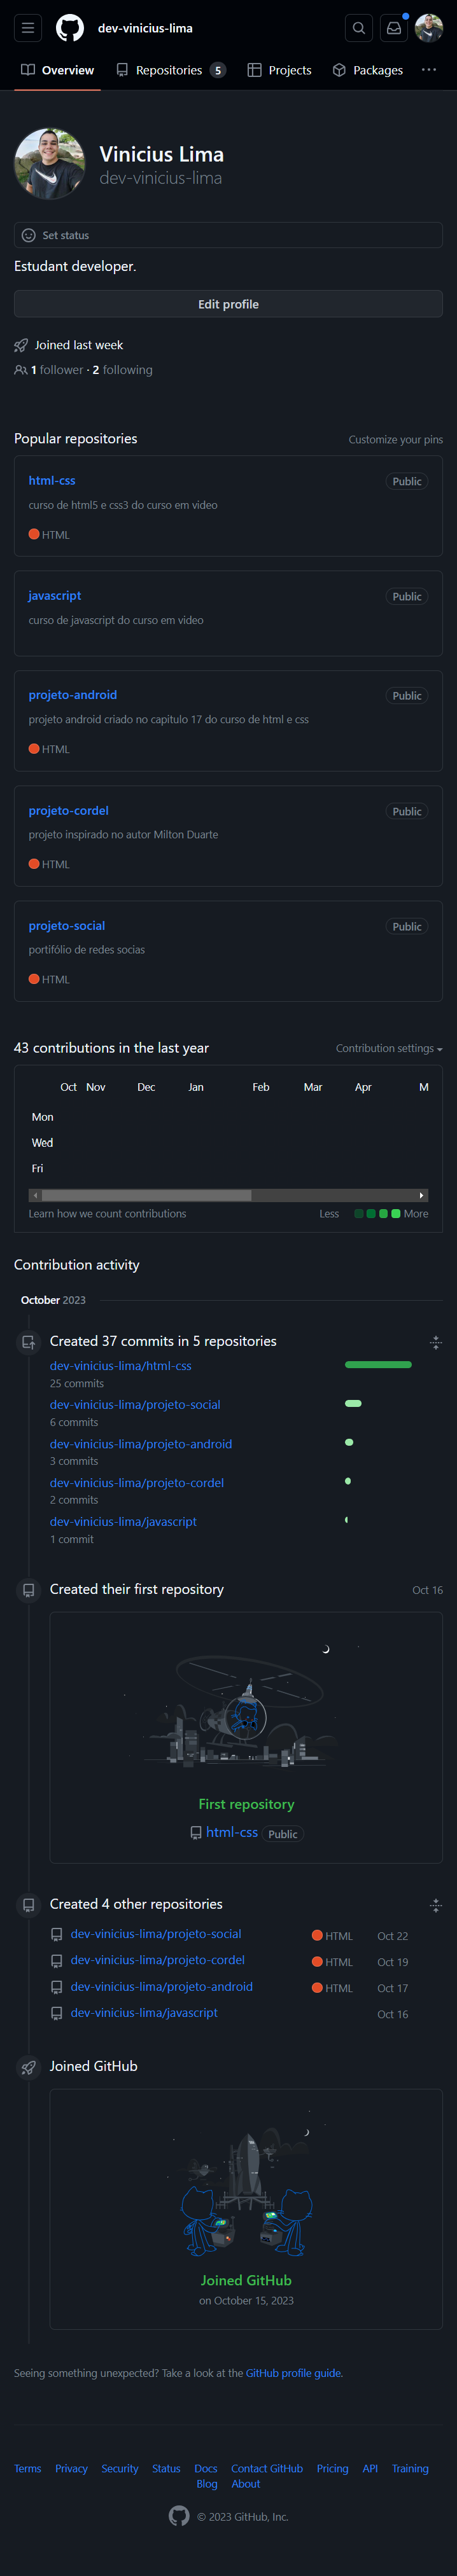 dev-vinicius-lima
Overview Repositories 5 Projects Packages
Vinicius Lima
dev-vinicius-lima
Set status
Estudant developer.
Edit profile
Joined last week
1 follower · 2 following
Popular repositories Customize your pins
html-css Public
curso de html5 e css3 do curso em video
HTML
javascript Public
curso de javascript do curso em video
projeto-android Public
projeto android criado no capitulo 17 do curso de html e css
HTML
projeto-cordel Public
projeto inspirado no autor Milton Duarte
HTML
projeto-social Public
portifólio de redes socias
HTML
43 contributions in the last year Contribution settings
Oct Nov Dec Jan Feb Mar Apr M
Mon
Wed
Fri
Learn how we count contributions Less More
Contribution activity
October 2023
Created 37 commits in 5 repositories
dev-vinicius-lima/html-css
25 commits
dev-vinicius-lima/projeto-social
6 commits
dev-vinicius-lima/projeto-android
3 commits
dev-vinicius-lima/projeto-cordel
2 commits
dev-vinicius-lima/javascript
1 commit
Created their first repository Oct 16
First repository
html-css Public
Created 4 other repositories
dev-vinicius-lima/projeto-social HTML Oct 22
dev-vinicius-lima/projeto-cordel HTML Oct 19
dev-vinicius-lima/projeto-android HTML Oct 17
dev-vinicius-lima/javascript Oct 16
Joined GitHub
Joined GitHub
on October 15, 2023
Seeing something unexpected? Take a look at the GitHub profile guide.
Terms Privacy Security Status Docs Contact GitHub Pricing API Training
Blog About
© 2023 GitHub, Inc.